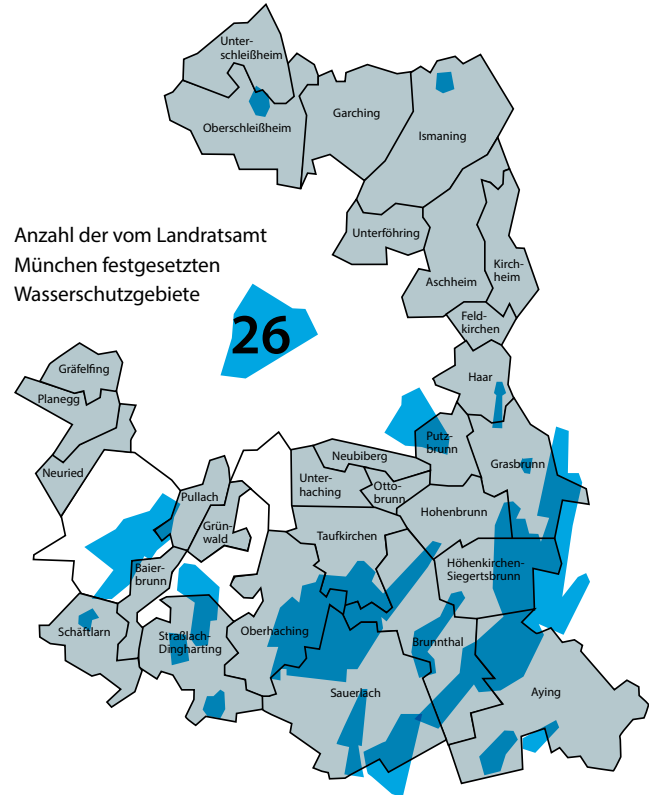 Unter-
schleißheim
Oberschleißheim
Garching
Ismaning
Anzahl der vom Landratsamt
München festgesetzten
Wasserschutzgebiete
26
Unterföhring
Aschheim
Kirch-
heim
Feld-
kirchen
Gräfelfing
Planegg
Neuried
Haar
Putz-
brunn
Grasbrunn
Neubiberg
Unter-
haching
Otto-
brunn
Hohenbrunn
Pullach
Grün-
wald
Taufkirchen
Baier-
brunn
Höhenkirchen-
Siegertsbrunn
Schäftlarn
Straßlach-
Dingharting
Oberhaching
Brunnthal
Sauerlach
Aying